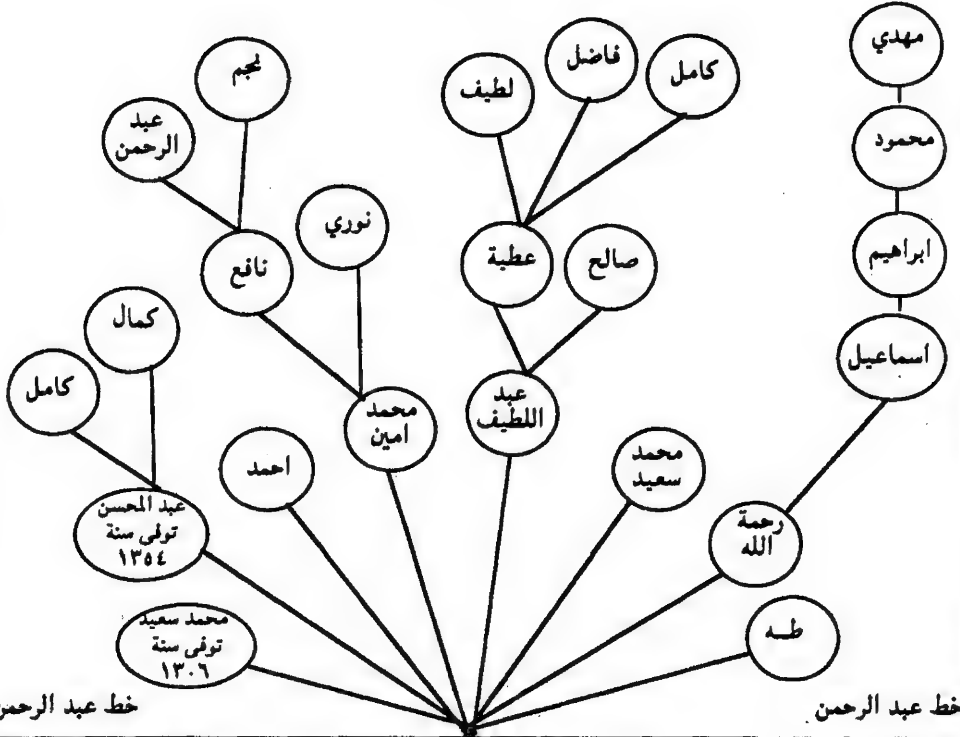 مهدي
كامل
فاضل
لطيف
نجم
عبد
الرحمن
محمود
نوري
ابراهيم
صالح
عطية
نافع
اسماعيل
كمال
كامل
عبد
اللطيف
محمد
امين
محمد
سعيد
احمد
رحمة
الله
عبد المحسن
توفى سنة
١٣٥٤
طـه
محمد سعيد
توفى سنة
١٣٠٦
خط عبد الرحمن
خط عبد الرحمن